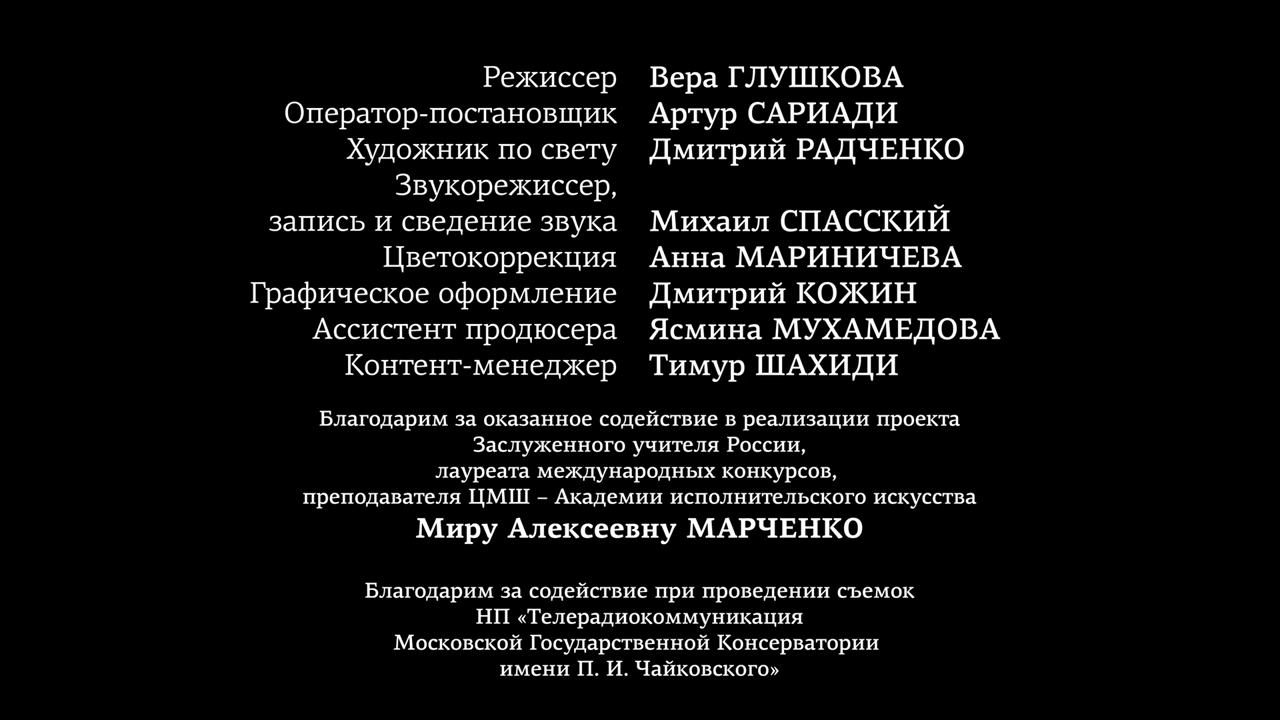 Режиссер Вера ГЛУШКОВА
Оператор-постановщик Артур САРИАДИ
Художник по свету Дмитрий РАДЧЕНКО
Звукорежиссер,
запись и сведение звука Михаил СПАССКИЙ
Цветокоррекция Анна МАРИНИЧЕВА
Графическое оформление Дмитрий КОЖИН
Ассистент продюсера Ясмина МУХАМЕДОВА
Контент-менеджер Тимур ШАХИДИ
Благодарим за оказанное содействие в реализации проекта
Заслуженного учителя России,
лауреата международных конкурсов,
преподавателя ЦМШ – Академии исполнительского искусства
Миру Алексеевну МАРЧЕНКО
Благодарим за содействие при проведении съемок
НП «Телерадиокоммуникация
Московской Государственной Консерватории
имени П. И. Чайковского»